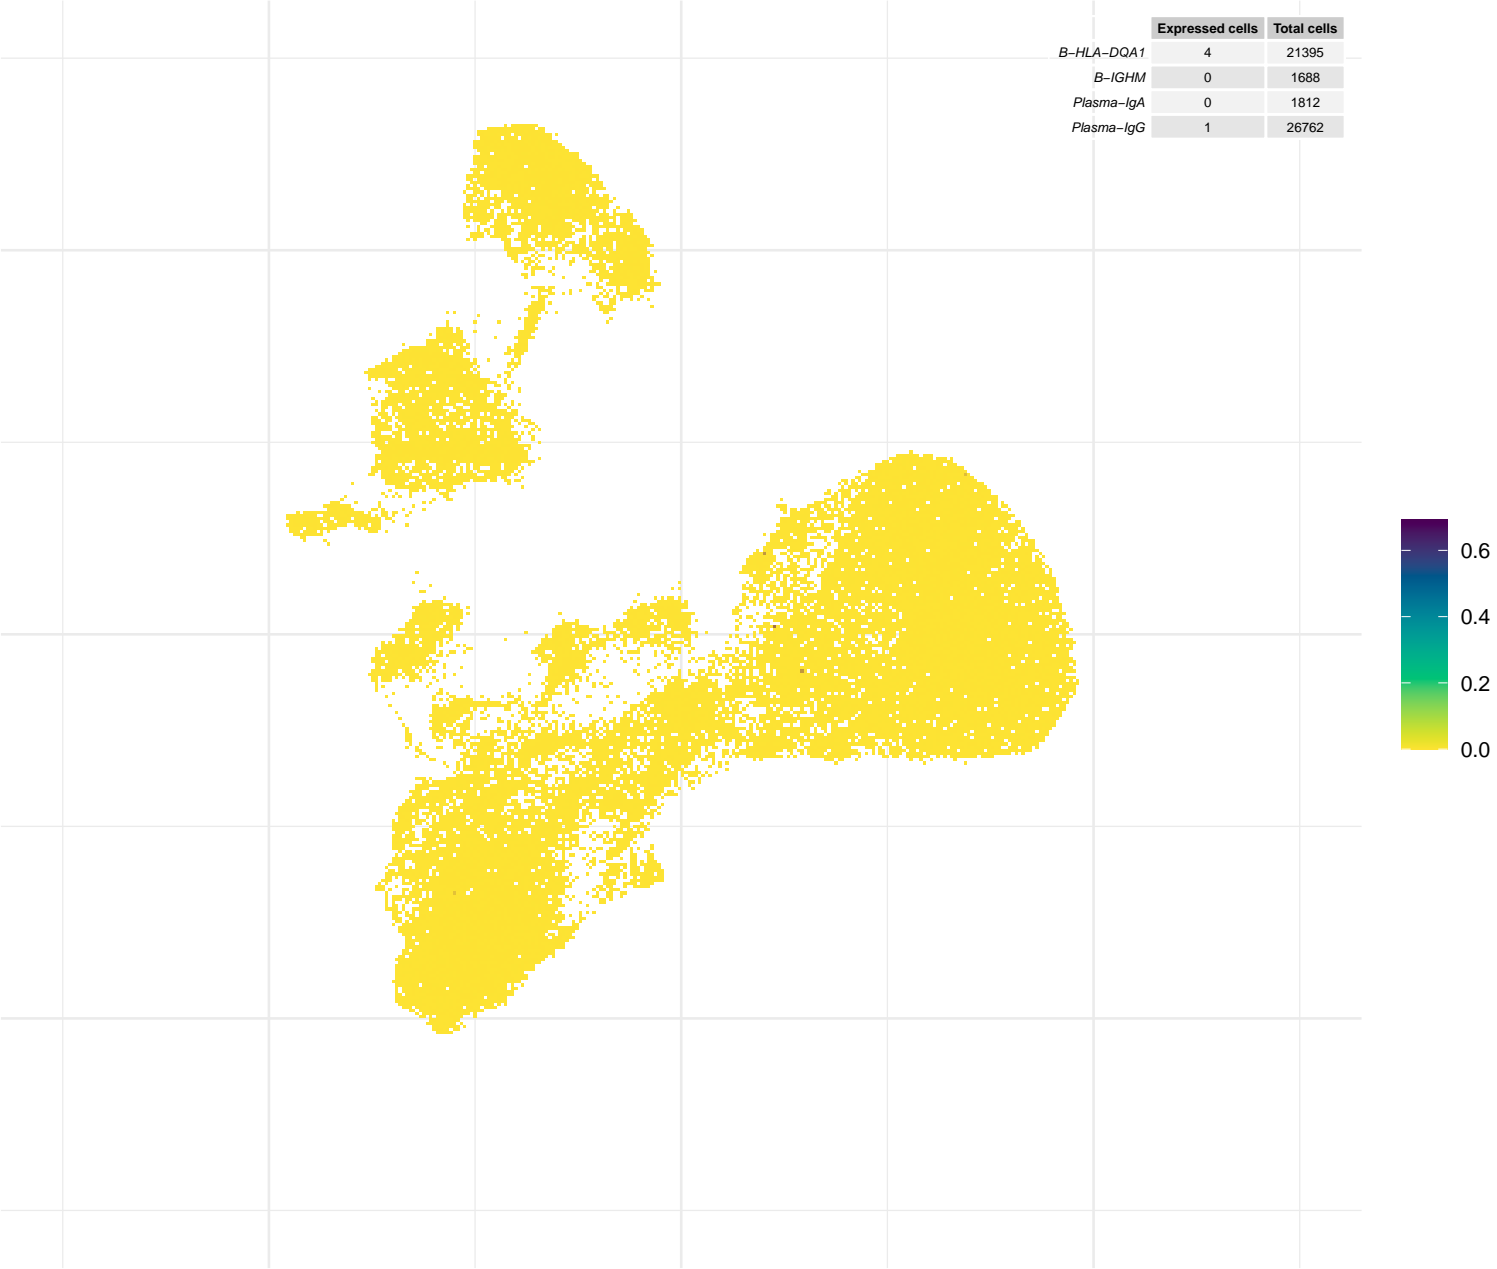 Expressed cells Total cells
B−HLA−DQA1 4 21395
B−IGHM 0 1688
Plasma−IgA 0 1812
Plasma−IgG 1 26762
0.6
0.4
0.2
0.0